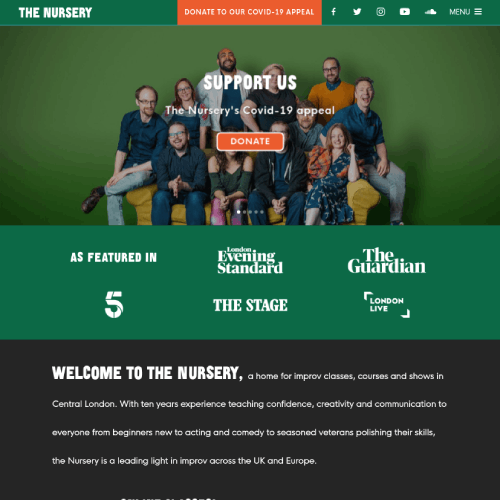 THE NURSERY
DONATE TO OUR COVID-19 APPEAL
MENU
SUPPORT US
The Nursery's Covid-19 appeal
DONATE
AS FEATURED IN
London
Evening
Standard
The
Guardian
5
THE STAGE
LONDON
LIVE
WELCOME TO THE NURSERY, a home for improv classes, courses and shows in
Central London. With ten years experience teaching confidence, creativity and communication to
everyone from beginners new to acting and comedy to seasoned veterans polishing their skills,
the Nursery is a leading light in improv across the UK and Europe.